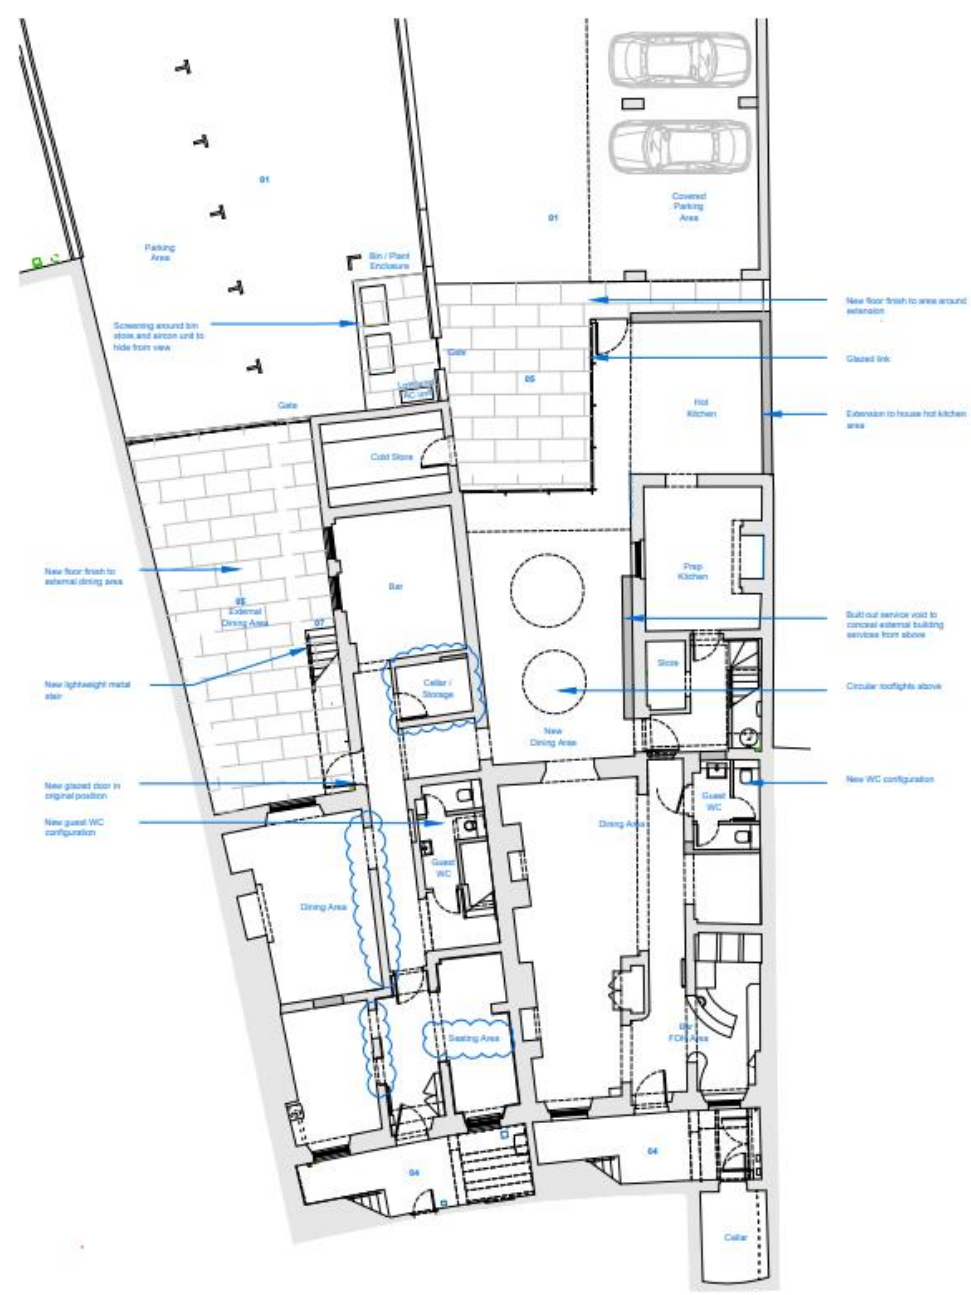 01
Covered
Parking
Area
01
Parking
Area
Bin / Plant
Enclosure
New floor finish to area around
extension
Screening around bin
store and aircon unit to
hide from view
Gate
Glazed link
05
AC unit
Gate
Hot
Kitchen
Extension to house hot kitchen
area
Cold Store
New floor finish to
external dining area
Bar
Prep
Kitchen
05
External
Dining Area
07
Built out service void to
conceal external building
services from above
New lightweight metal
stair
Cellar /
Storage
Store
Circular rooflights above
New
Dining Area
New glazed door in
original position
New WC configuration
Guest
WC
New guest WC
configuration
Dining Area
Guest
WC
Dining Area
Seating Area
Bar
FOH Area
04
04
Cellar